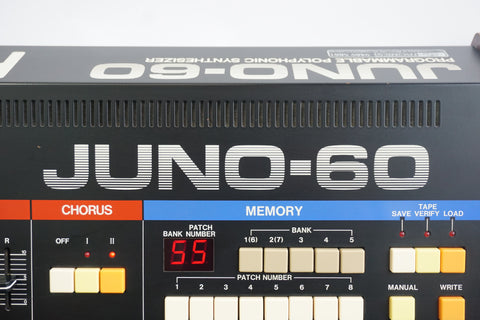 JUNO-60
PROGRAMMABLE POLYPHONIC SYNTHESIZER
JUNO-60
CHORUS
MEMORY
R
OFF I II
PATCH
BANK NUMBER
55
BANK
1(6) 2(7) 3 4 5
TAPE
SAVE VERIFY LOAD
PATCH NUMBER
1 2 3 4 5 6 7 8
MANUAL WRITE